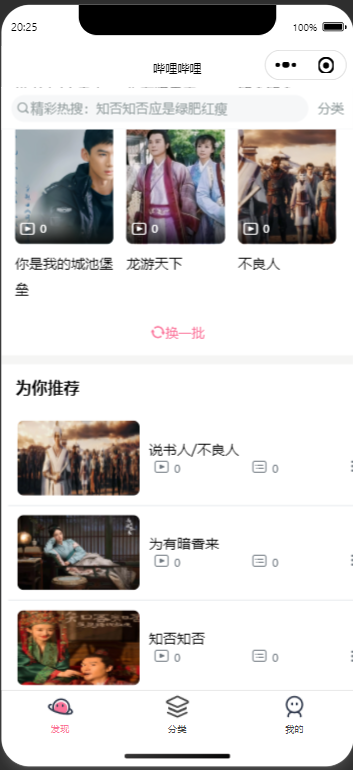 20:25
100%
哔哩哔哩
精彩热搜：知否知否应是绿肥红瘦
分类
0
0
0
你是我的城池堡
垒
龙游天下
不良人
换一批
为你推荐
说书人/不良人
0
0
为有暗香来
0
0
知否知否
0
0
发现
分类
我的